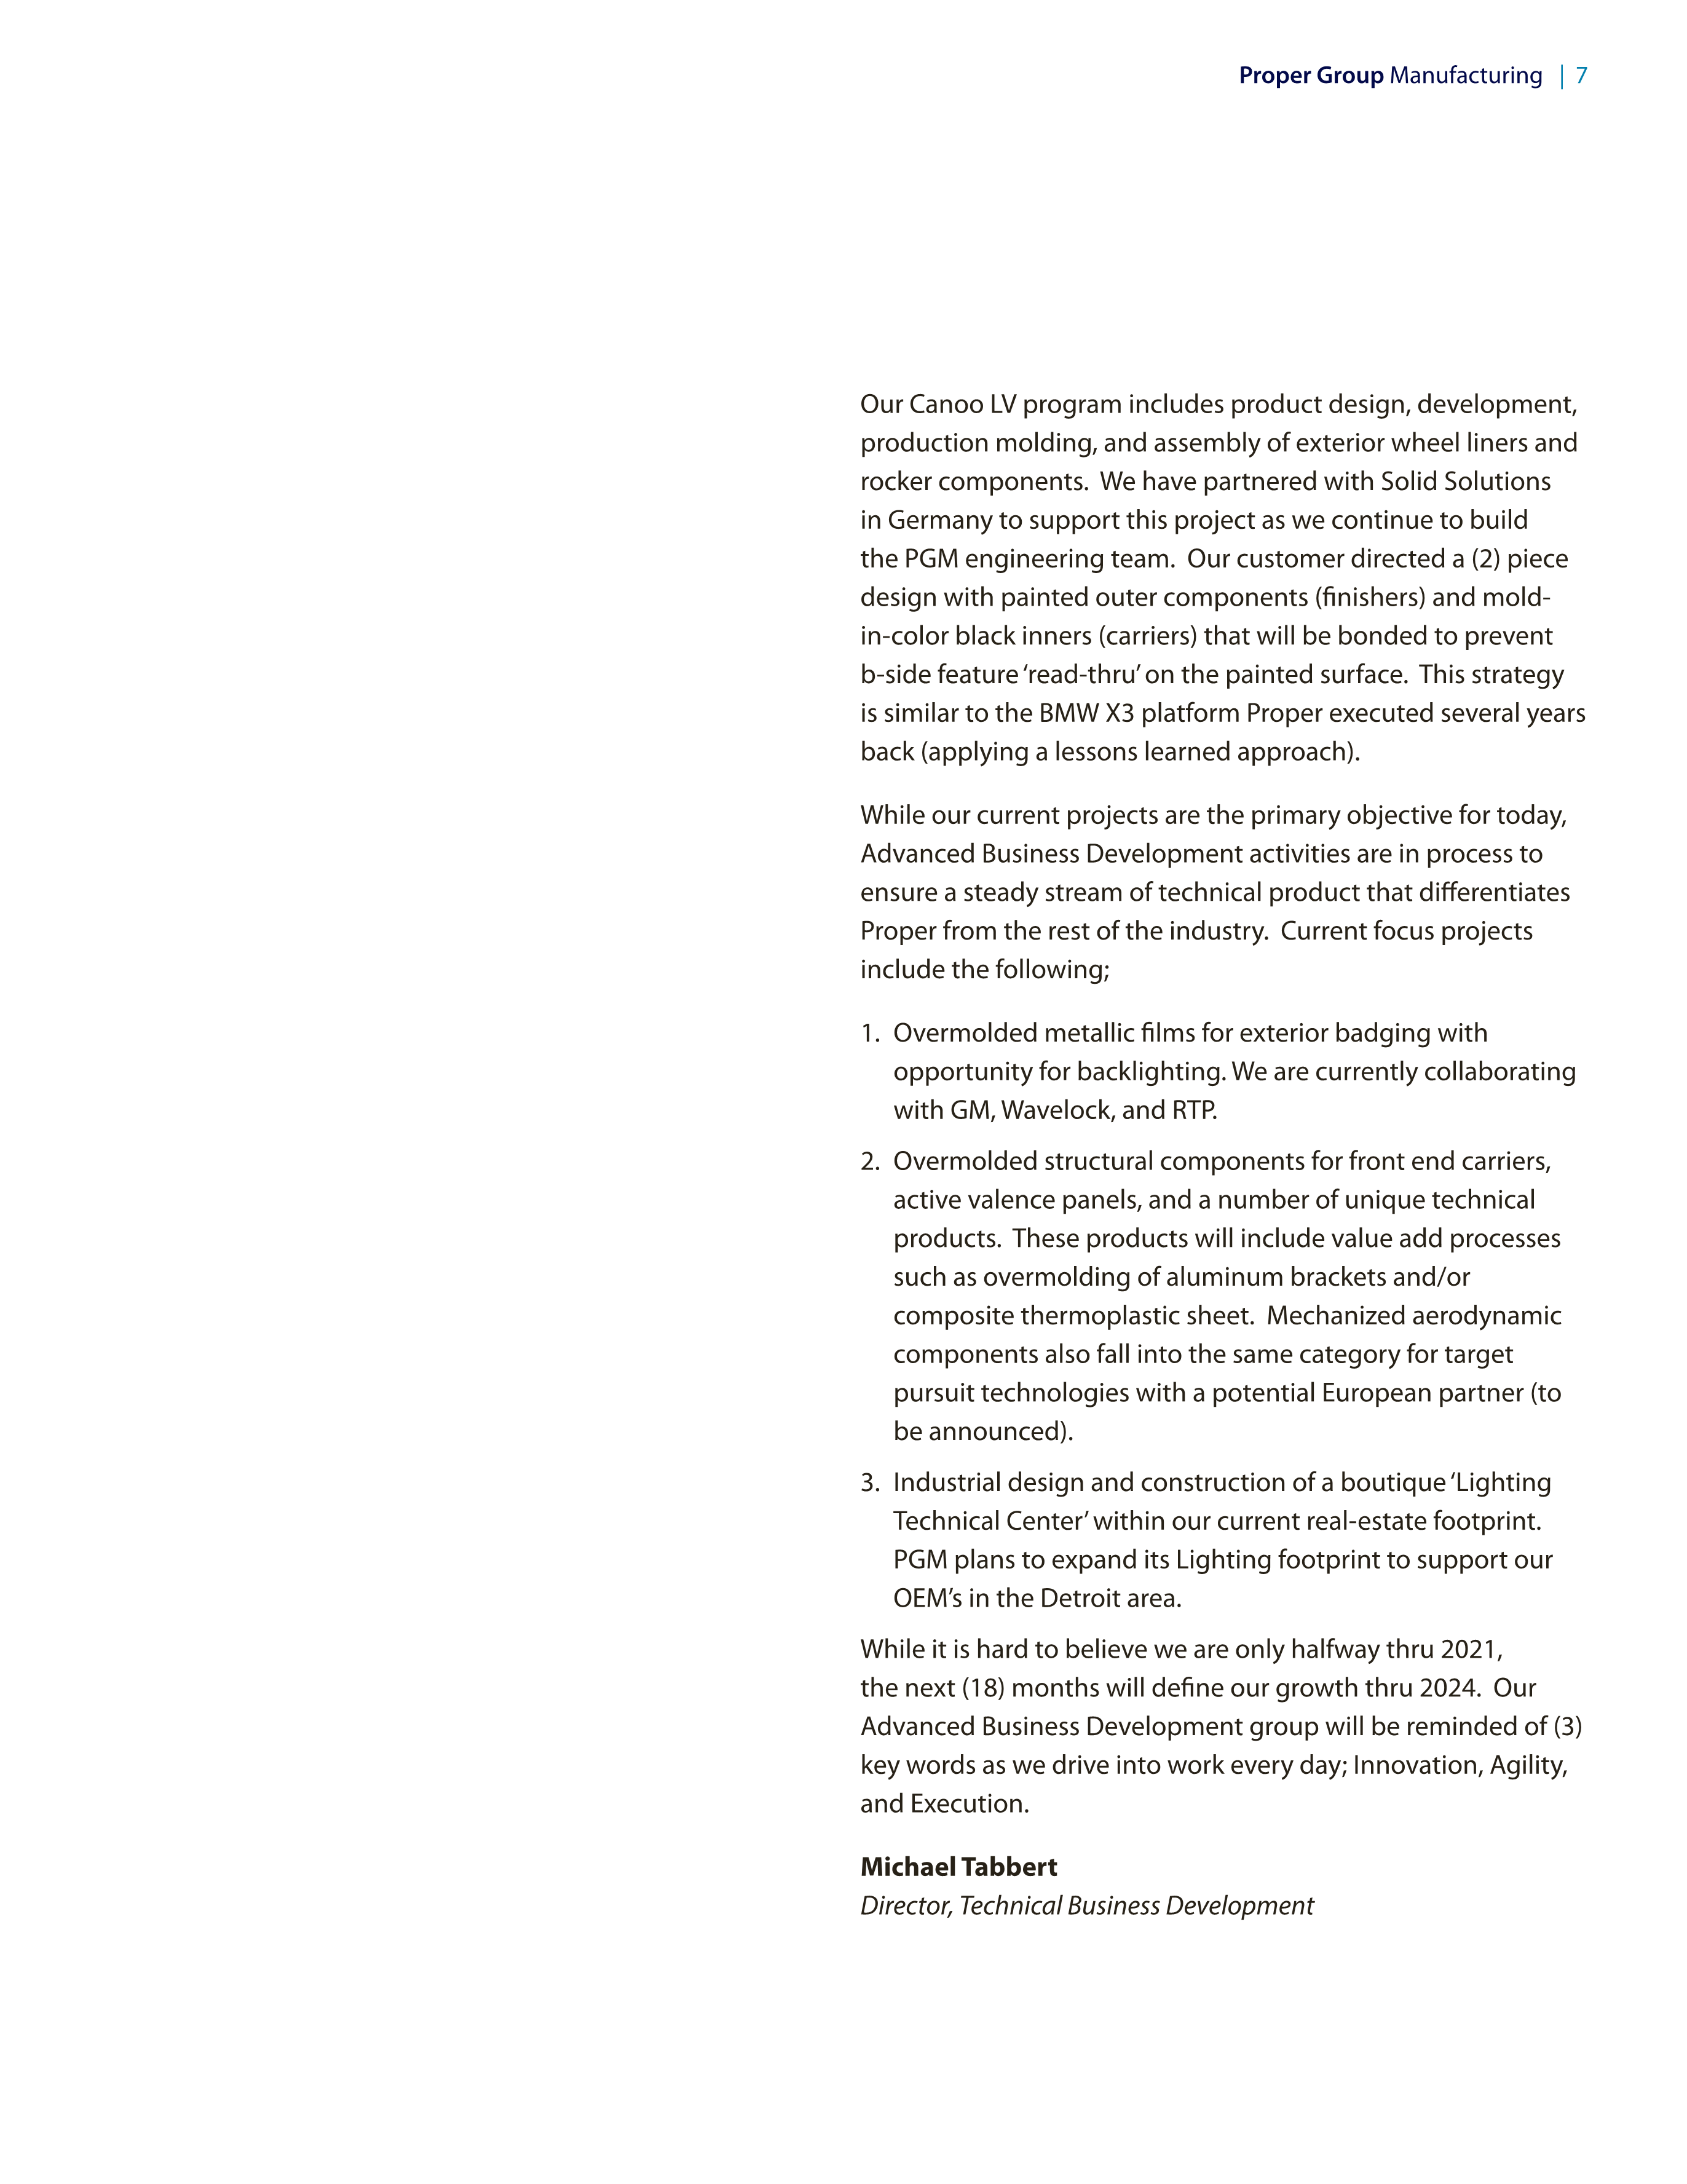 Proper Group Manufacturing | 7
Our Canoo LV program includes product design, development,
production molding, and assembly of exterior wheel liners and
rocker components.  We have partnered with Solid Solutions
in Germany to support this project as we continue to build
the PGM engineering team.  Our customer directed a (2) piece
design with painted outer components (finishers) and mold-
in-color black inners (carriers) that will be bonded to prevent
b-side feature ‘read-thru’ on the painted surface.  This strategy
is similar to the BMW X3 platform Proper executed several years
back (applying a lessons learned approach).
While our current projects are the primary objective for today,
Advanced Business Development activities are in process to
ensure a steady stream of technical product that differentiates
Proper from the rest of the industry.  Current focus projects
include the following;
1. Overmolded metallic films for exterior badging with
opportunity for backlighting. We are currently collaborating
with GM, Wavelock, and RTP.
2. Overmolded structural components for front end carriers,
active valence panels, and a number of unique technical
products.  These products will include value add processes
such as overmolding of aluminum brackets and/or
composite thermoplastic sheet.  Mechanized aerodynamic
components also fall into the same category for target
pursuit technologies with a potential European partner (to
be announced).
3. Industrial design and construction of a boutique ‘Lighting
Technical Center’ within our current real-estate footprint.
PGM plans to expand its Lighting footprint to support our
OEM’s in the Detroit area.
While it is hard to believe we are only halfway thru 2021,
the next (18) months will define our growth thru 2024.  Our
Advanced Business Development group will be reminded of (3)
key words as we drive into work every day; Innovation, Agility,
and Execution.
Michael Tabbert
Director, Technical Business Development